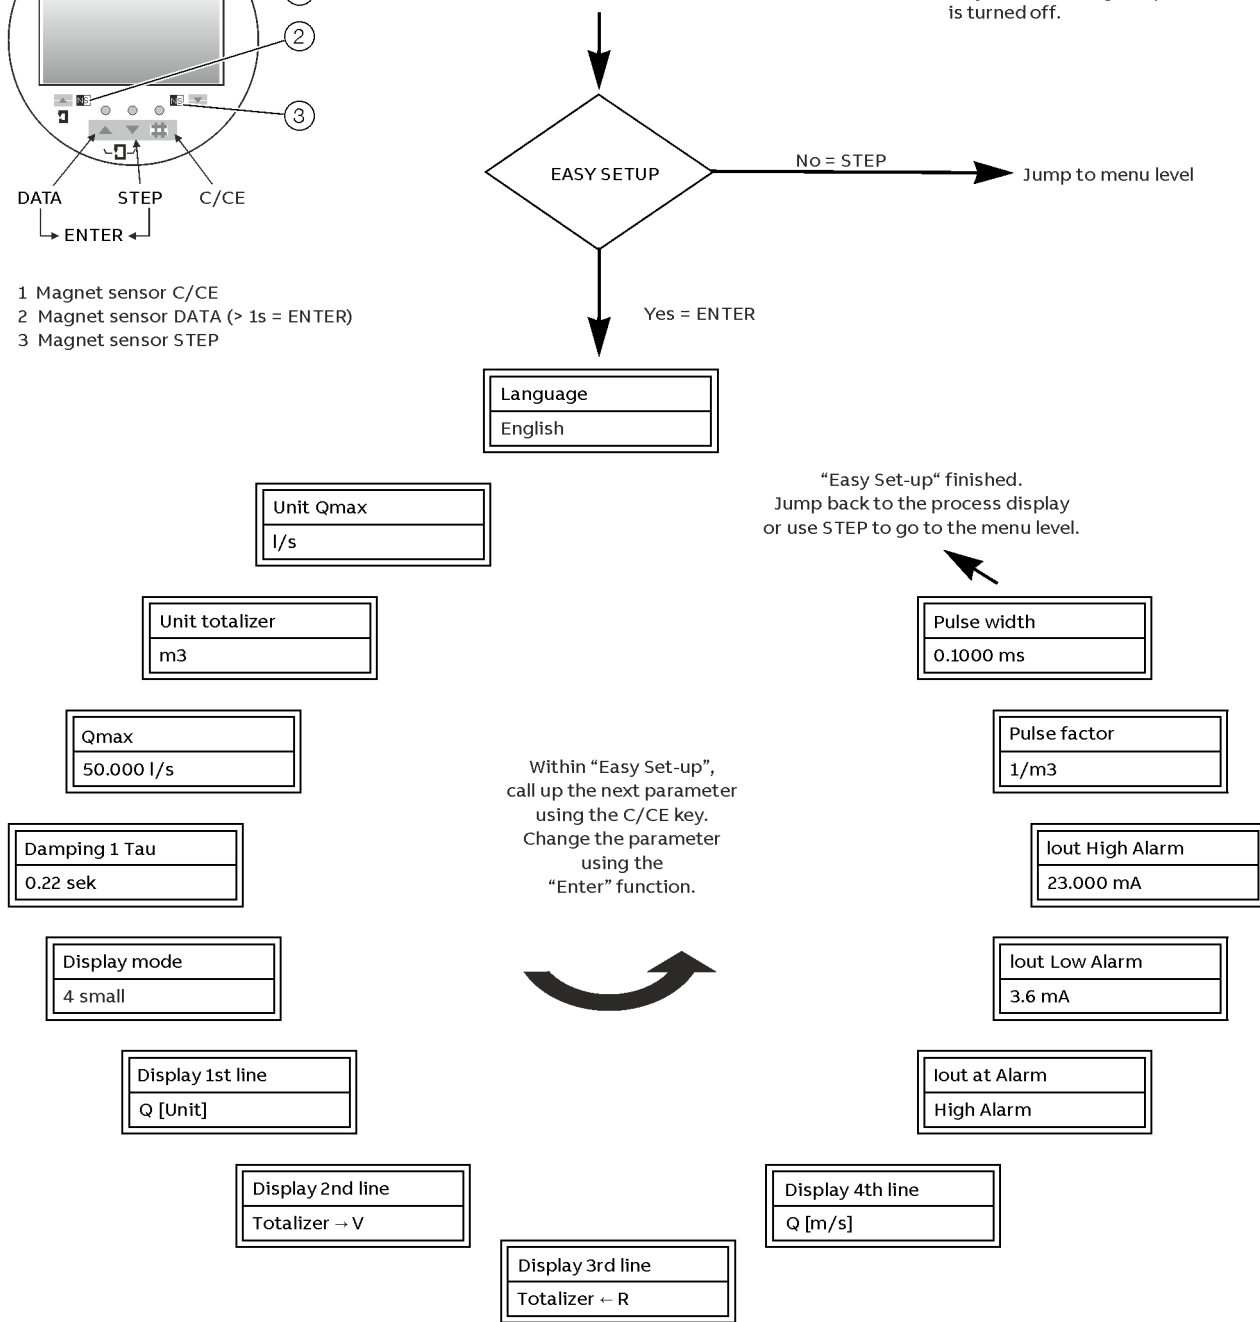 is turned off.
2
3
EASY SETUP
No = STEP
Jump to menu level
DATA STEP C/CE
ENTER
1 Magnet sensor C/CE
2 Magnet sensor DATA (> 1s = ENTER)
3 Magnet sensor STEP
Yes = ENTER
Language
English
Unit Qmax
l/s
Unit totalizer
m3
Qmax
50.000 l/s
Damping 1 Tau
0.22 sek
Display mode
4 small
Display 1st line
Q [Unit]
Display 2nd line
Totalizer → V
Display 3rd line
Totalizer ← R
Display 4th line
Q [m/s]
Iout at Alarm
High Alarm
Iout Low Alarm
3.6 mA
Iout High Alarm
23.000 mA
Pulse factor
1/m3
Pulse width
0.1000 ms
“Easy Set-up“ finished.
Jump back to the process display
or use STEP to go to the menu level.
Within “Easy Set-up”,
call up the next parameter
using the C/CE key.
Change the parameter
using the
“Enter” function.